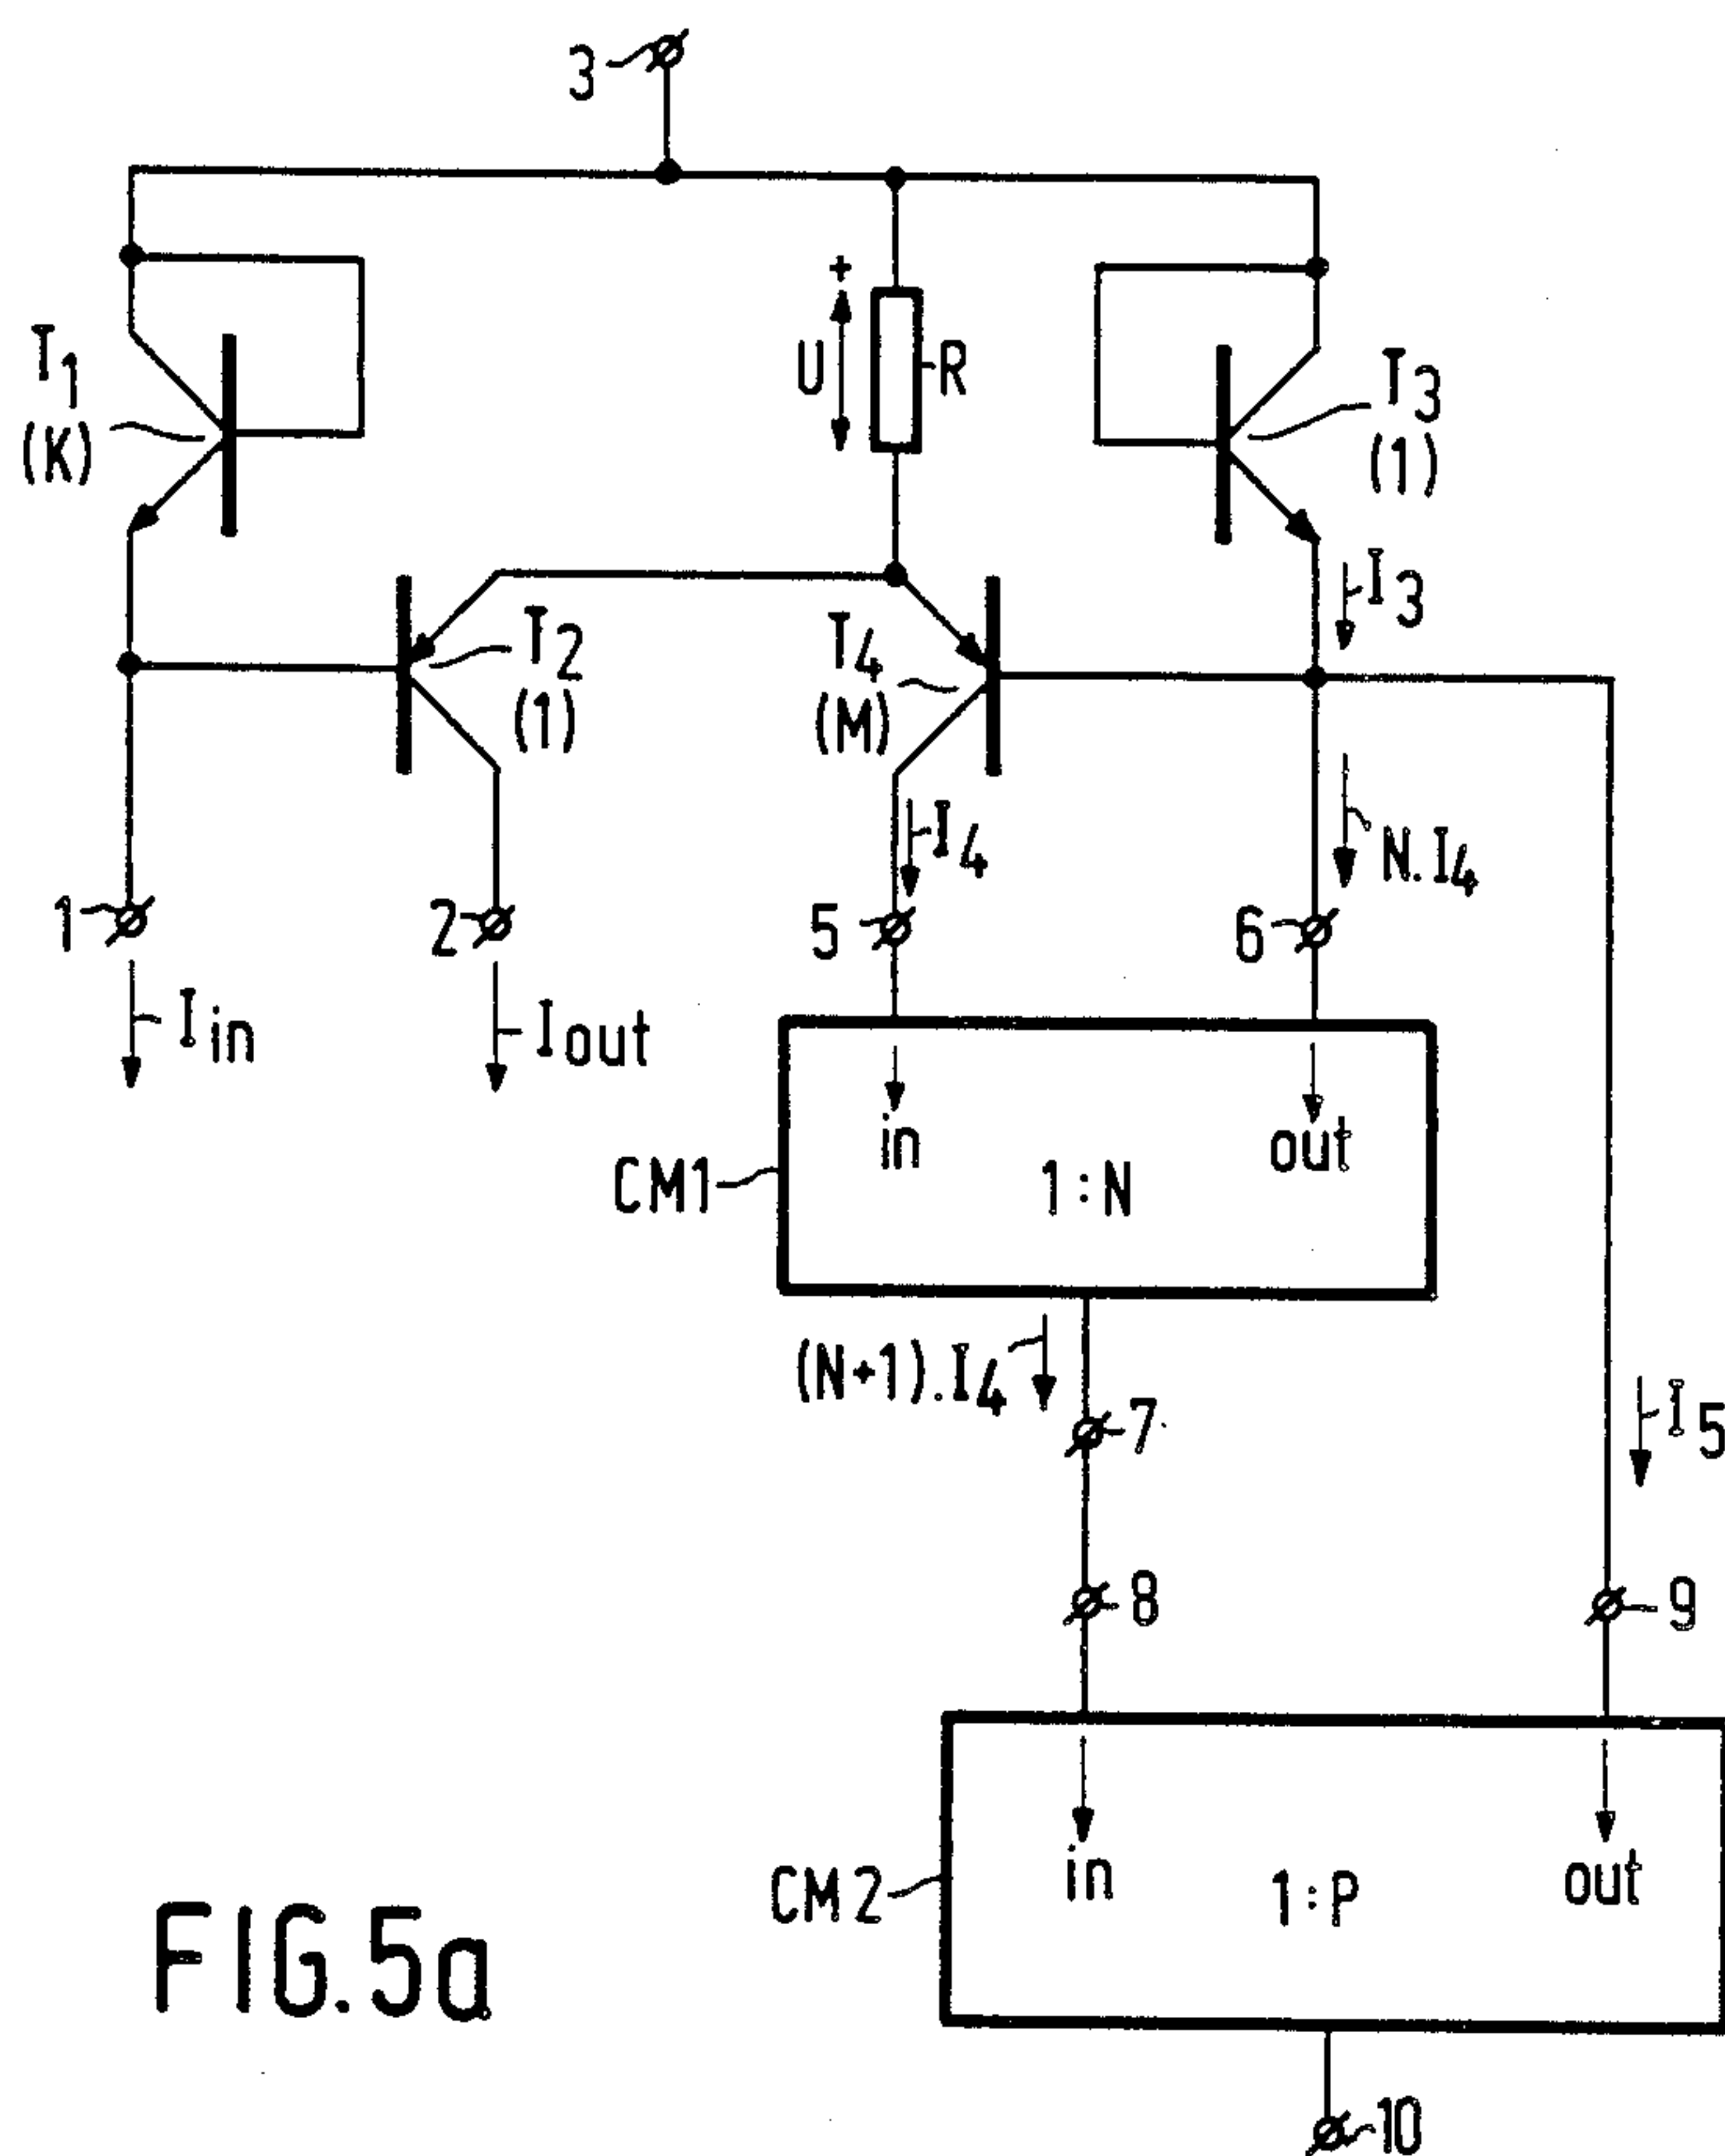 3
+
U
R
T1
(K)
T3
(1)
I3
T2
(1)
T4
(M)
I4
N.I4
1
2
5
6
Iin
Iout
in
out
CM1
1:N
(N+1).I4
7
I5
8
9
in
out
CM2
1:P
FIG.5a
10